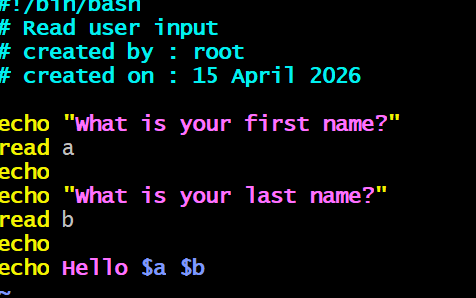 #!/bin/bash
# Read user input
# created by : root
# created on : 15 April 2026

echo "What is your first name?"
read a
echo
echo "What is your last name?"
read b
echo
echo Hello $a $b
~